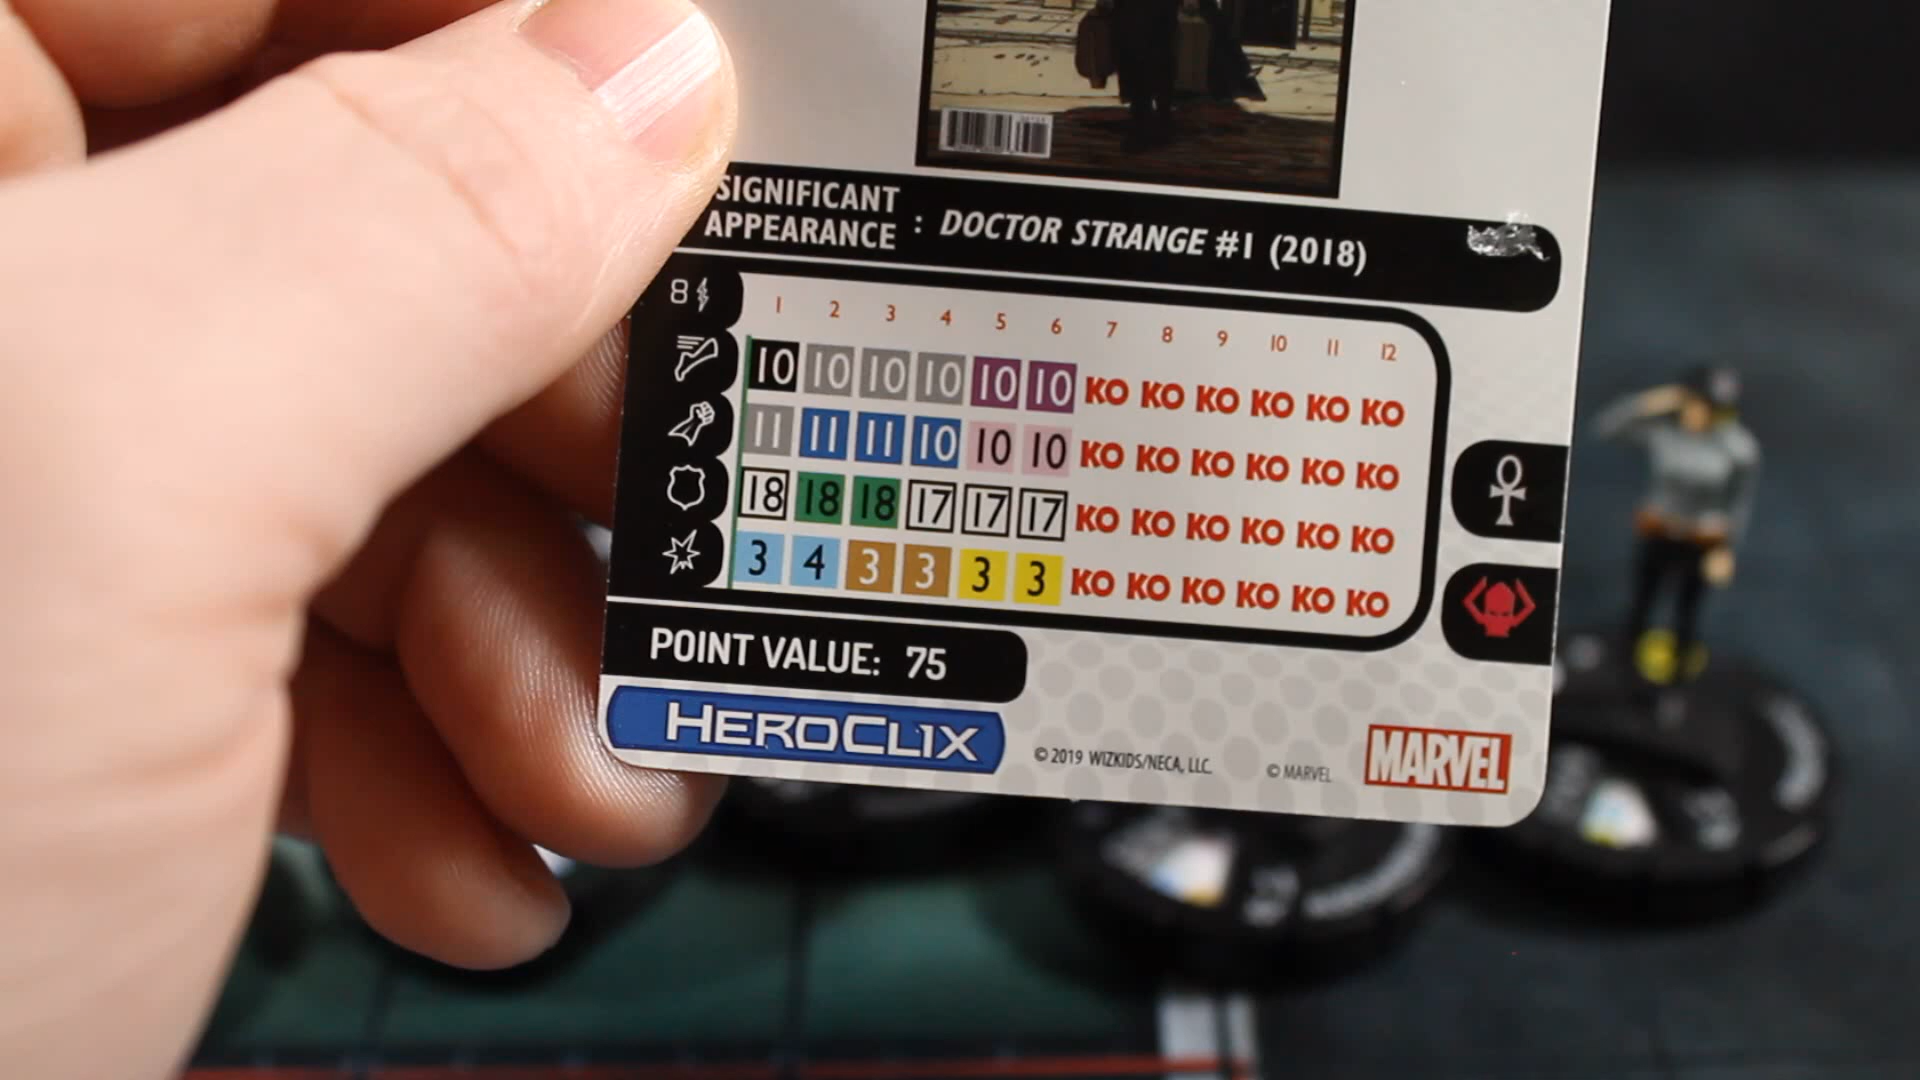 SIGNIFICANT
APPEARANCE : DOCTOR STRANGE #1 (2018)
8 1 2 3 4 5 6 7 8 9 10 11 12
10 10 10 10 10 10 KO KO KO KO KO KO
11 11 11 10 10 10 KO KO KO KO KO KO
18 18 18 17 17 17 KO KO KO KO KO KO
3 4 3 3 3 3 KO KO KO KO KO KO
POINT VALUE: 75
HEROCLIX
© 2019 WIZKIDS/NECA, LLC.
© MARVEL
MARVEL